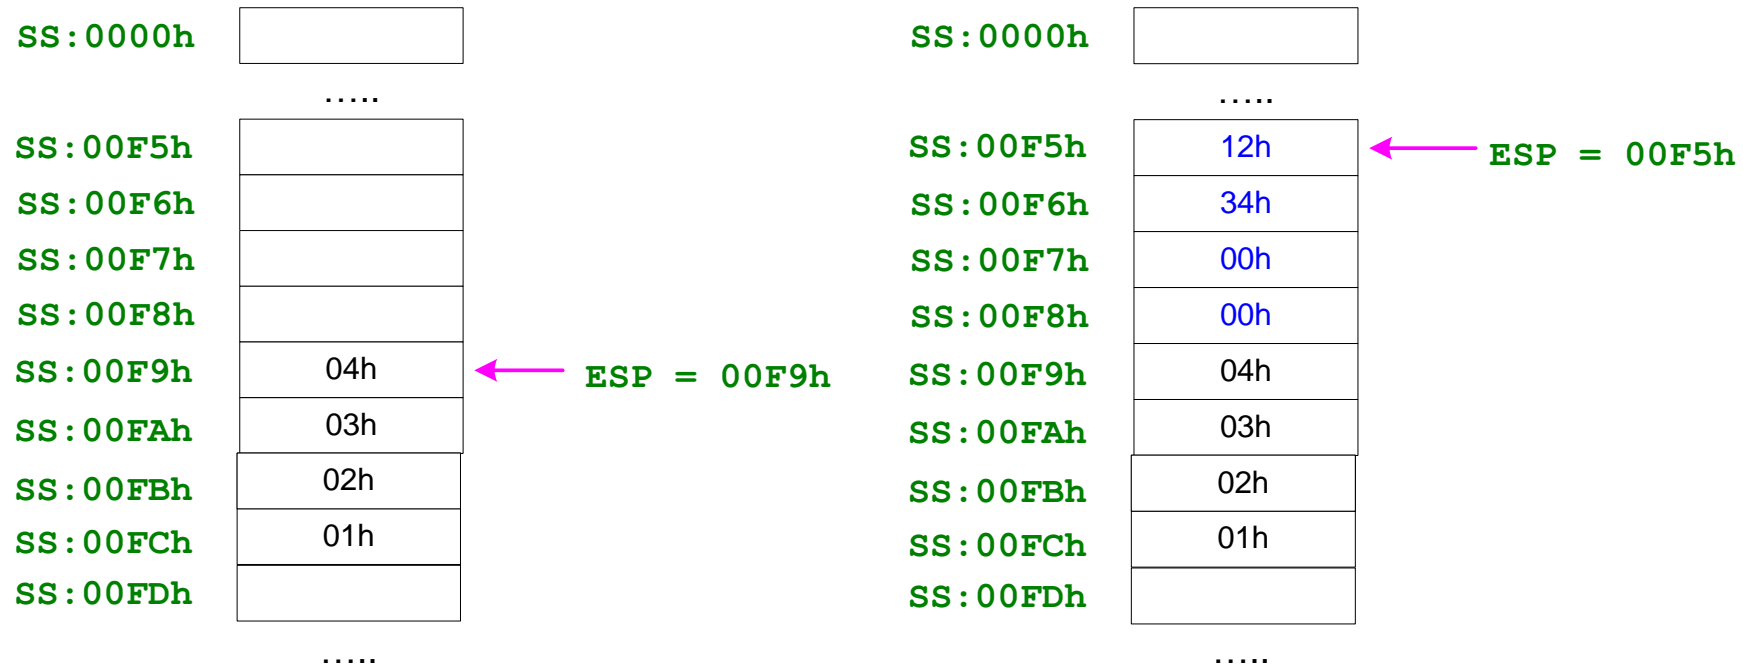 SS:0000h
…..
SS:00F5h
SS:00F6h
SS:00F7h
SS:00F8h
SS:00F9h 04h ESP = 00F9h
SS:00FAh 03h
SS:00FBh 02h
SS:00FCh 01h
SS:00FDh
…..
SS:0000h
…..
SS:00F5h 12h ESP = 00F5h
SS:00F6h 34h
SS:00F7h 00h
SS:00F8h 00h
SS:00F9h 04h
SS:00FAh 03h
SS:00FBh 02h
SS:00FCh 01h
SS:00FDh
…..